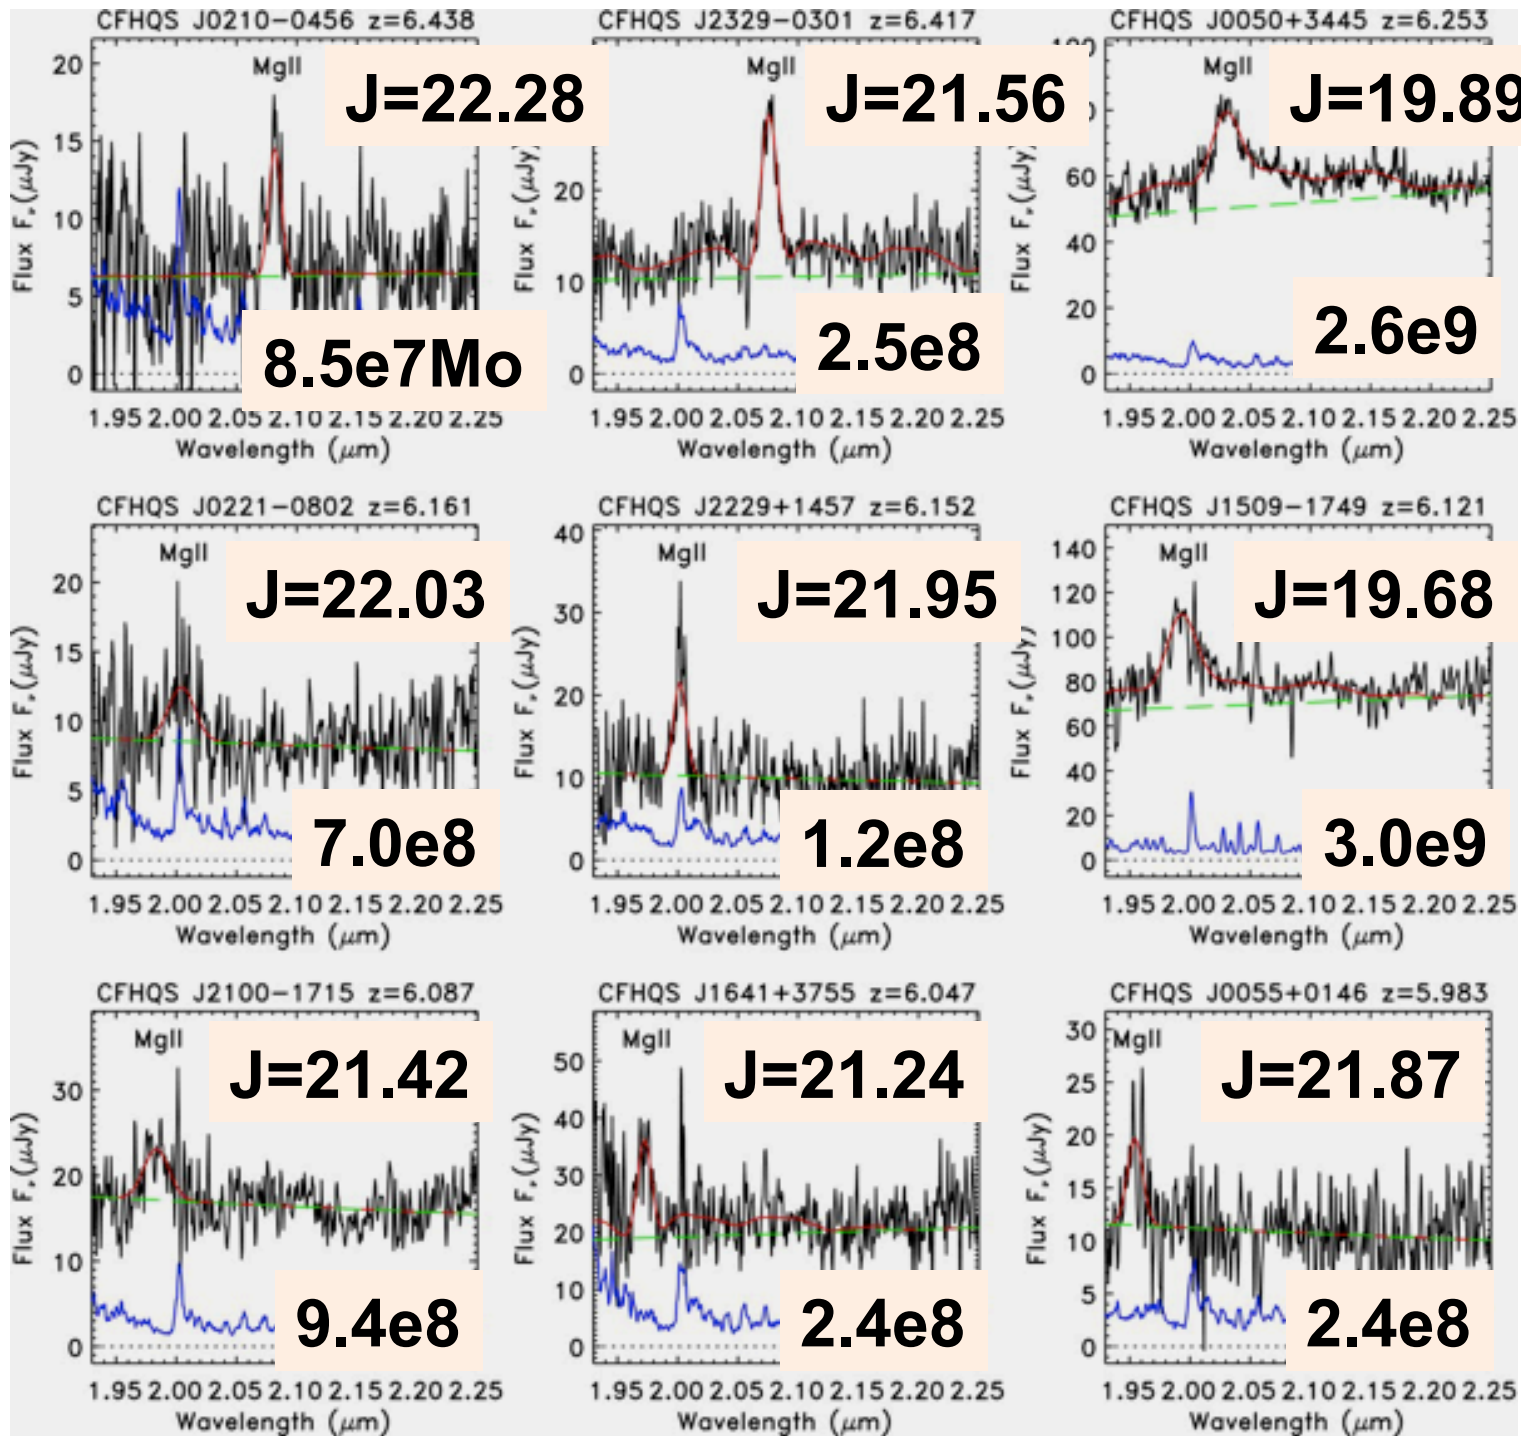 CFHQS J0210-0456 z=6.438
MgII
J=22.28
20
15
10
5
0
Flux Fν (μJy)
8.5e7Mo
1.95 2.00 2.05 2.10 2.15 2.20 2.25
Wavelength (μm)
CFHQS J2329-0301 z=6.417
MgII
J=21.56
20
10
0
2.5e8
1.95 2.00 2.05 2.10 2.15 2.20 2.25
Wavelength (μm)
CFHQS J0050+3445 z=6.253
MgII
J=19.89
60
40
20
0
Flux Fν (μJy)
2.6e9
1.95 2.00 2.05 2.10 2.15 2.20 2.25
Wavelength (μm)
CFHQS J0221-0802 z=6.161
MgII
J=22.03
20
15
10
5
0
Flux Fν (μJy)
7.0e8
1.95 2.00 2.05 2.10 2.15 2.20 2.25
Wavelength (μm)
CFHQS J2229+1457 z=6.152
MgII
J=21.95
40
30
20
10
0
Flux Fν (μJy)
1.2e8
1.95 2.00 2.05 2.10 2.15 2.20 2.25
Wavelength (μm)
CFHQS J1509-1749 z=6.121
MgII
J=19.68
140
120
100
80
60
40
20
0
Flux Fν (μJy)
3.0e9
1.95 2.00 2.05 2.10 2.15 2.20 2.25
Wavelength (μm)
CFHQS J2100-1715 z=6.087
MgII
J=21.42
30
20
10
0
Flux Fν (μJy)
9.4e8
1.95 2.00 2.05 2.10 2.15 2.20 2.25
Wavelength (μm)
CFHQS J1641+3755 z=6.047
MgII
J=21.24
50
40
30
20
10
0
Flux Fν (μJy)
2.4e8
1.95 2.00 2.05 2.10 2.15 2.20 2.25
Wavelength (μm)
CFHQS J0055+0146 z=5.983
MgII
J=21.87
30
25
20
15
10
5
0
Flux Fν (μJy)
2.4e8
1.95 2.00 2.05 2.10 2.15 2.20 2.25
Wavelength (μm)